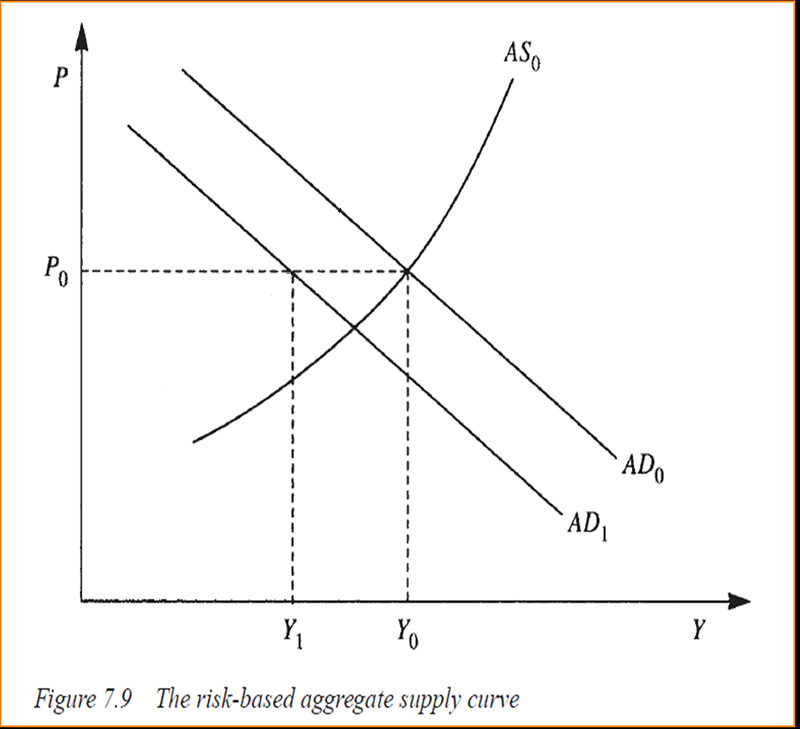 AS₀
P
P₀
AD₀
AD₁
Y₁ Y₀ Y
Figure 7.9 The risk-based aggregate supply curve